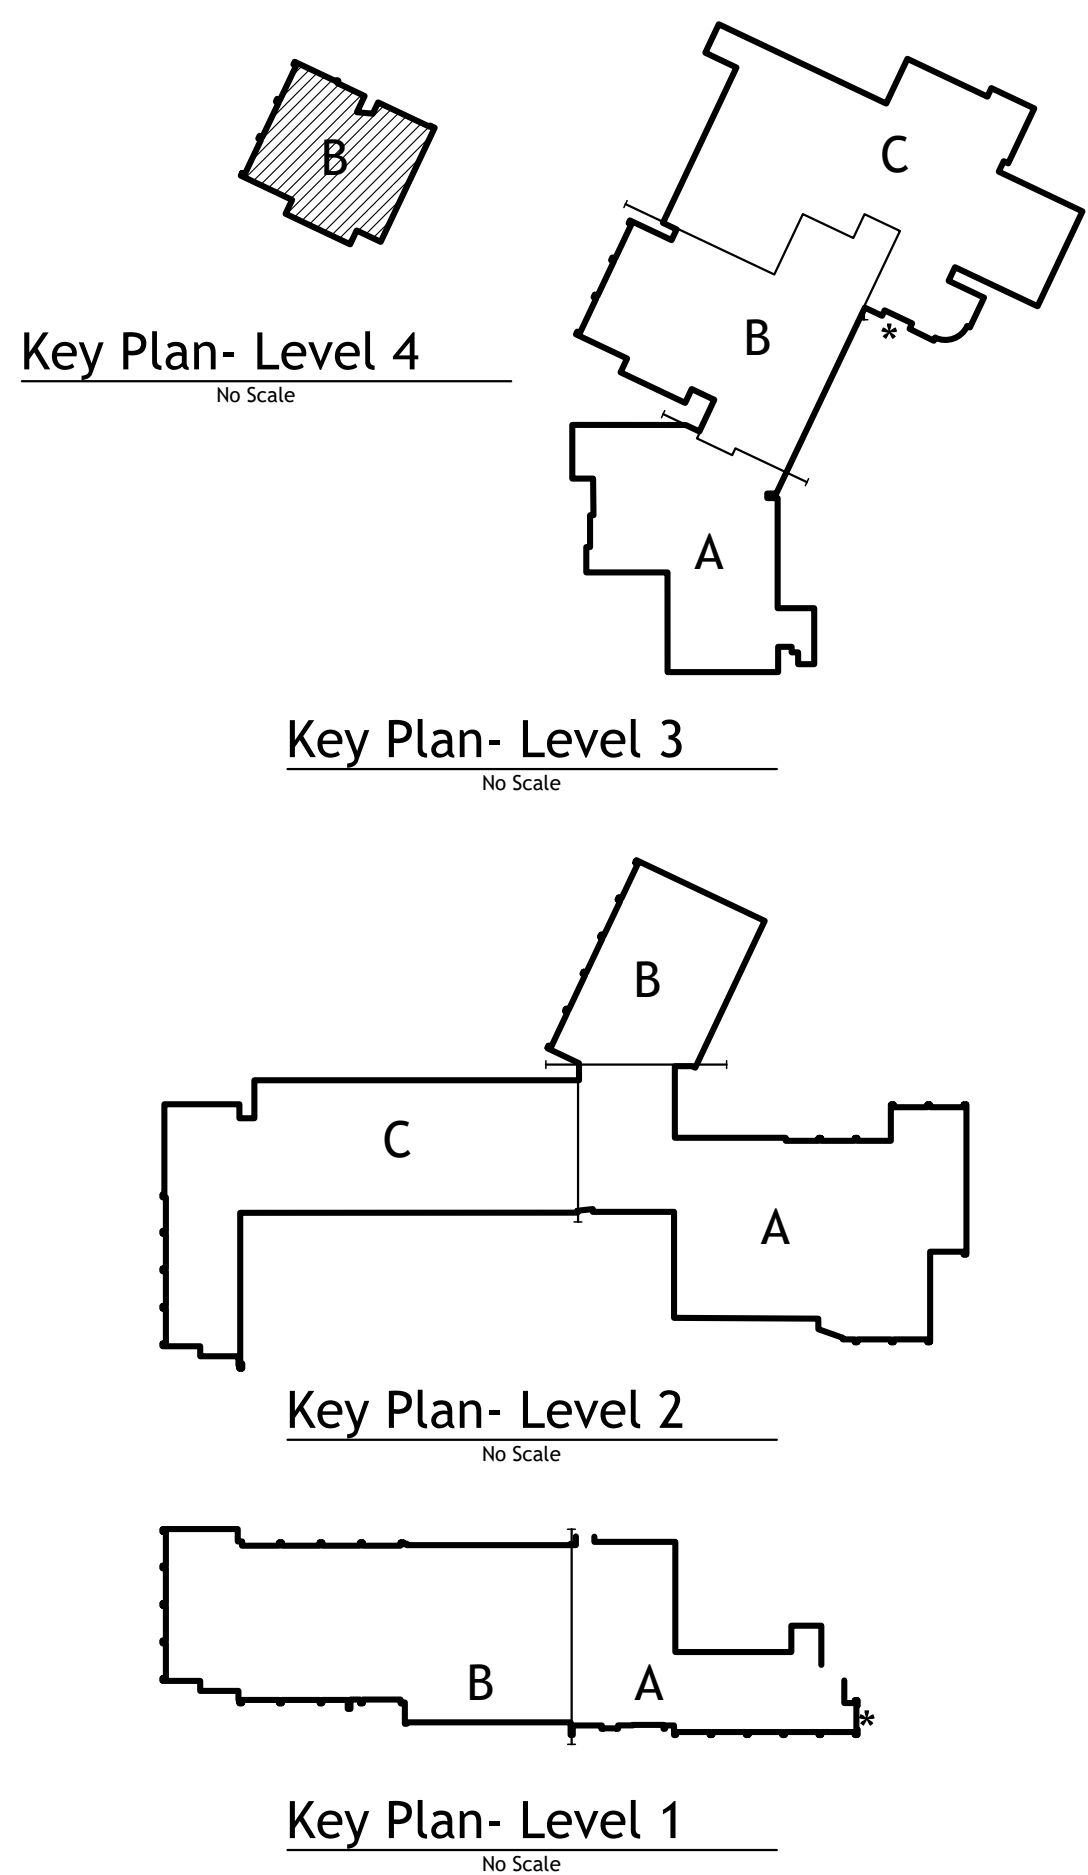 B
Key Plan- Level 4
No Scale
C
B
*
A
Key Plan- Level 3
No Scale
B
C
A
Key Plan- Level 2
No Scale
B
A
*
Key Plan- Level 1
No Scale